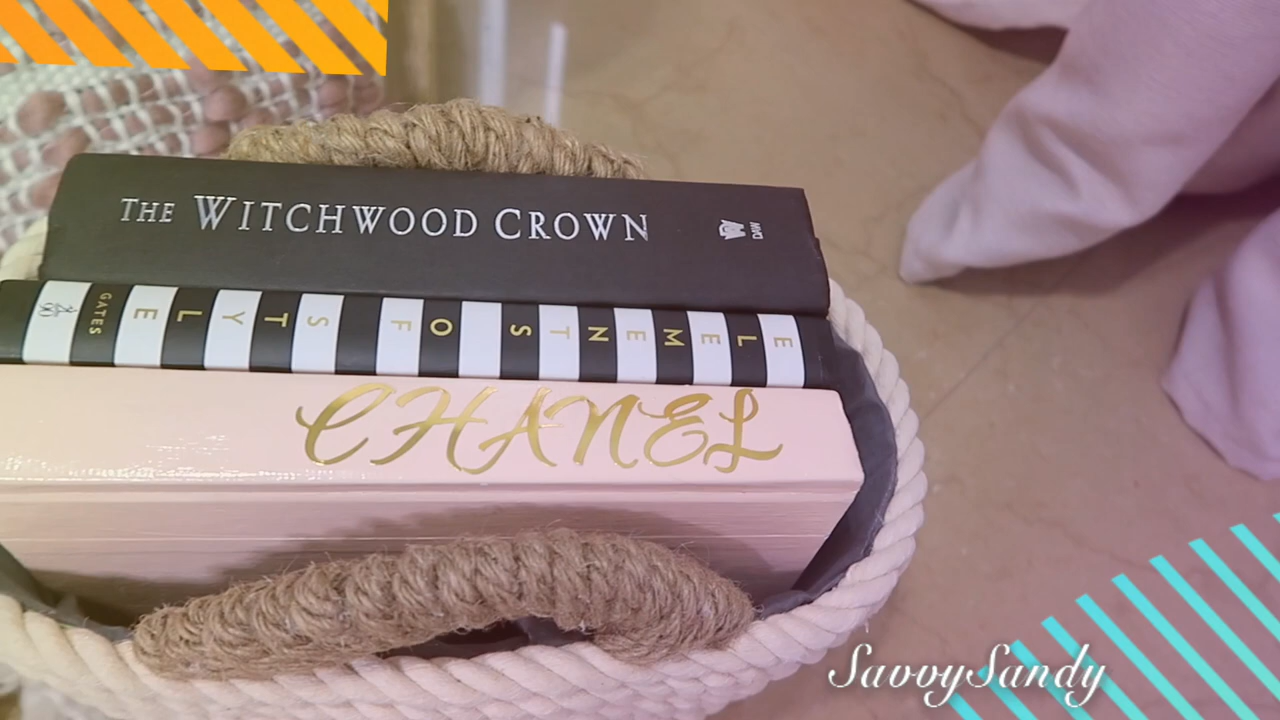 THE WITCHWOOD CROWN
DAW
GATES
ELEMENTS OF STYLE
CHANEL
SavvySandy